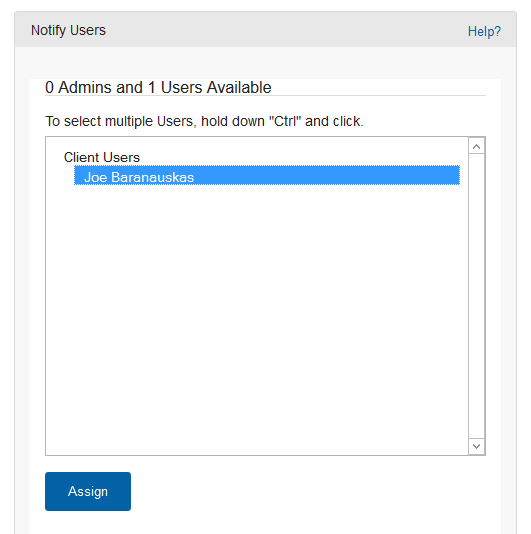 Notify Users
Help?
0 Admins and 1 Users Available
To select multiple Users, hold down "Ctrl" and click.
Client Users
Joe Baranauskas
Assign